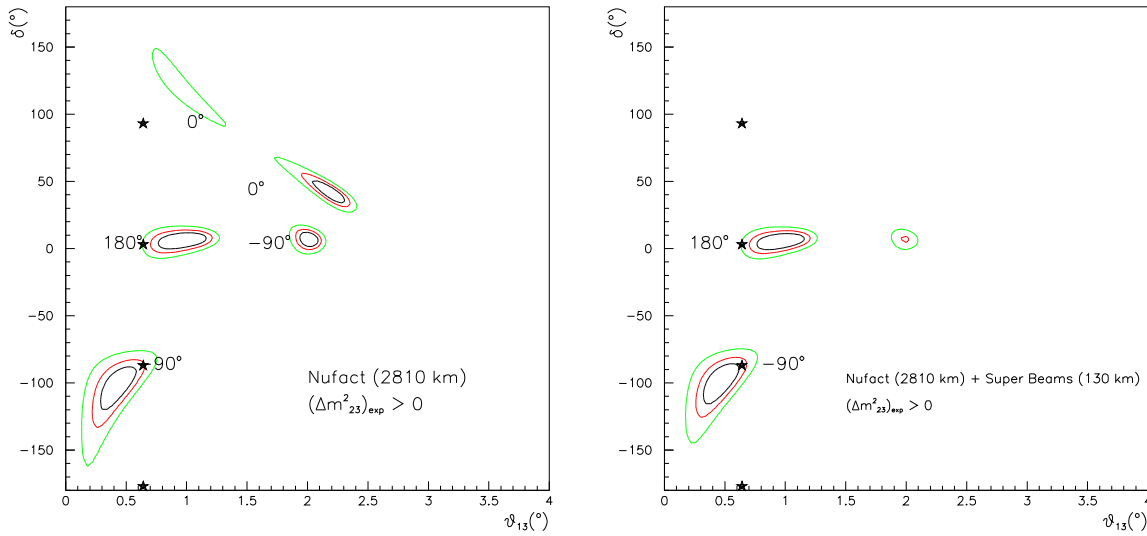 δ(°)
150
100
50
0
−50
−100
−150
0°
0°
180°
−90°
−90°
Nufact (2810 km)
(Δm²₂₃)ₑₓₚ > 0
0 0.5 1 1.5 2 2.5 3 3.5 4
ϑ₁₃(°)
δ(°)
150
100
50
0
−50
−100
−150
180°
−90°
Nufact (2810 km) + Super Beams (130 km)
(Δm²₂₃)ₑₓₚ > 0
0 0.5 1 1.5 2 2.5 3 3.5 4
ϑ₁₃(°)